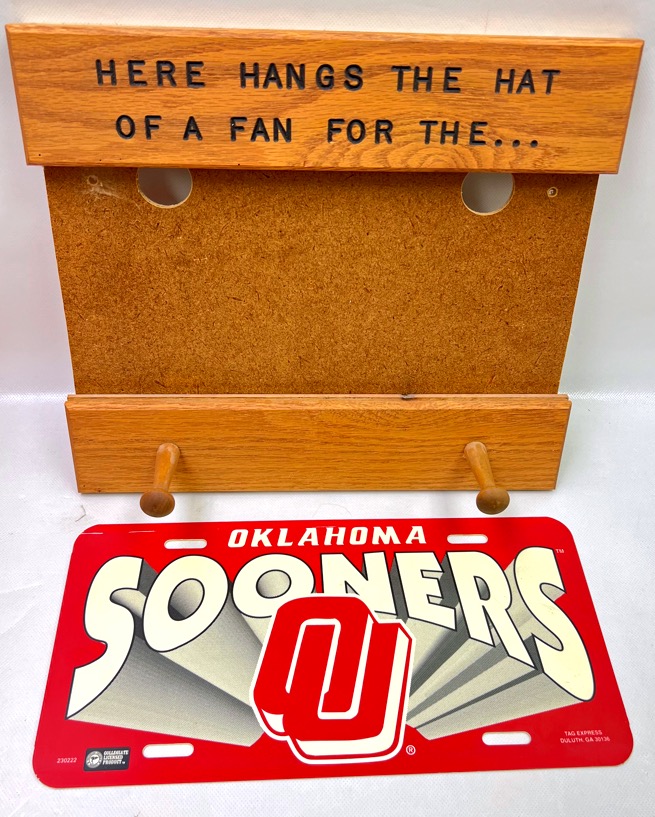 HERE HANGS THE HAT
OF A FAN FOR THE...
OKLAHOMA
SOONERS
TM
OU
®
230222
COLLEGIATE
LICENSED
PRODUCT
TAG EXPRESS
DULUTH, GA 30136